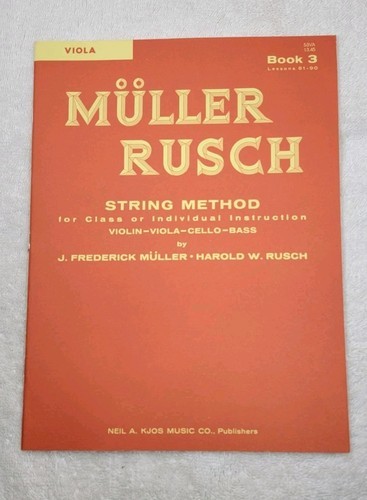 VIOLA
Book 3
MÜLLER
RUSCH
STRING METHOD
for Class or Individual Instruction
VIOLIN–VIOLA–CELLO–BASS
by
J. FREDERICK MÜLLER • HAROLD W. RUSCH
NEIL A. KJOS MUSIC CO., Publishers